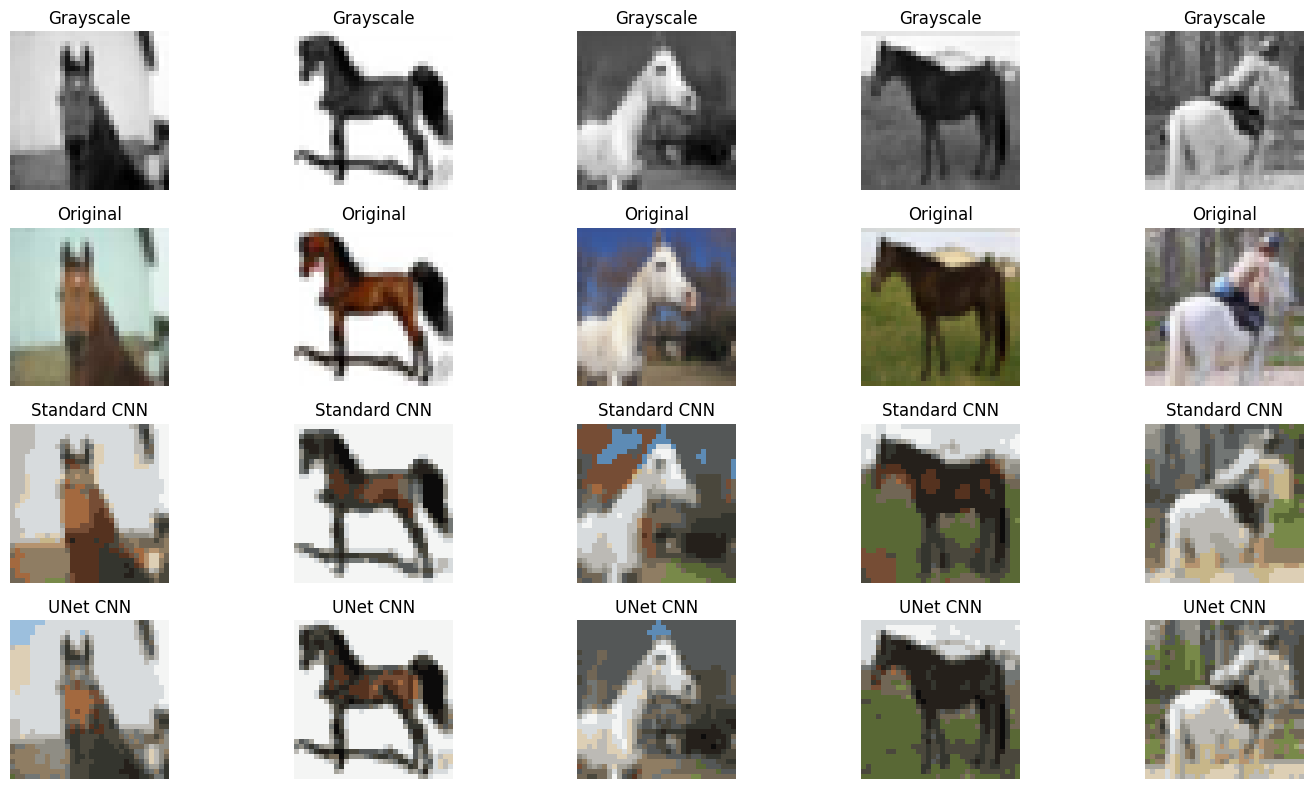 Grayscale Grayscale Grayscale Grayscale Grayscale
Original Original Original Original Original
Standard CNN Standard CNN Standard CNN Standard CNN Standard CNN
UNet CNN UNet CNN UNet CNN UNet CNN UNet CNN